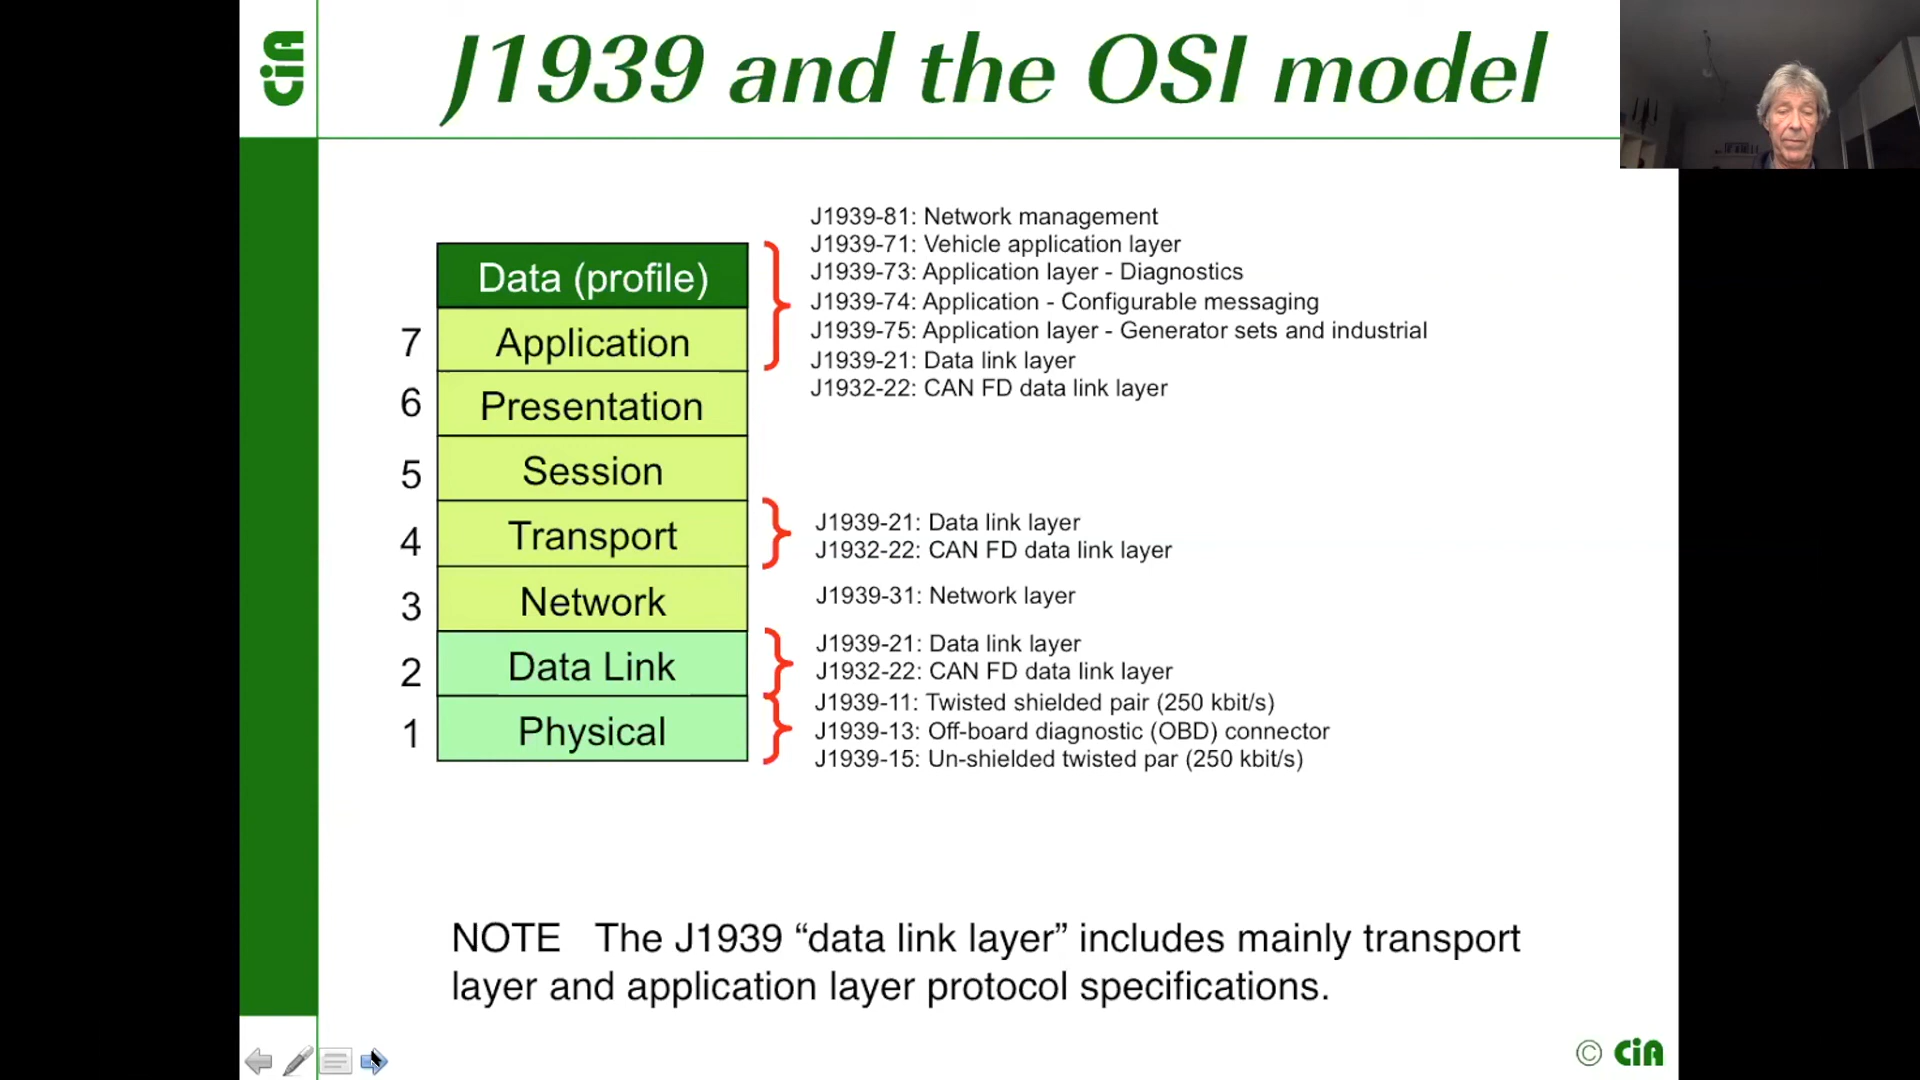 CiA
J1939 and the OSI model
J1939-81: Network management
J1939-71: Vehicle application layer
J1939-73: Application layer - Diagnostics
J1939-74: Application - Configurable messaging
J1939-75: Application layer - Generator sets and industrial
J1939-21: Data link layer
J1932-22: CAN FD data link layer
Data (profile)
7 Application
6 Presentation
5 Session
4 Transport
J1939-21: Data link layer
J1932-22: CAN FD data link layer
3 Network
J1939-31: Network layer
2 Data Link
J1939-21: Data link layer
J1932-22: CAN FD data link layer
1 Physical
J1939-11: Twisted shielded pair (250 kbit/s)
J1939-13: Off-board diagnostic (OBD) connector
J1939-15: Un-shielded twisted par (250 kbit/s)
NOTE The J1939 “data link layer” includes mainly transport
layer and application layer protocol specifications.
© CiA